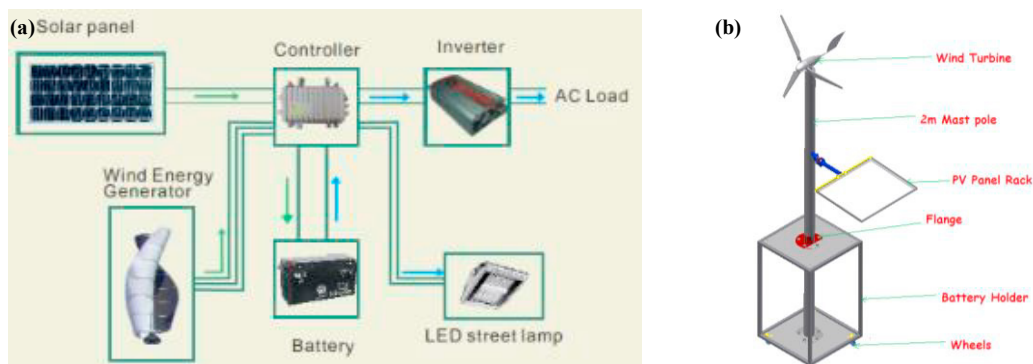 (a)
Solar panel
Controller
Inverter
AC Load
Wind Energy
Generator
Battery
LED street lamp
(b)
Wind Turbine
2m Mast pole
PV Panel Rack
Flange
Battery Holder
Wheels